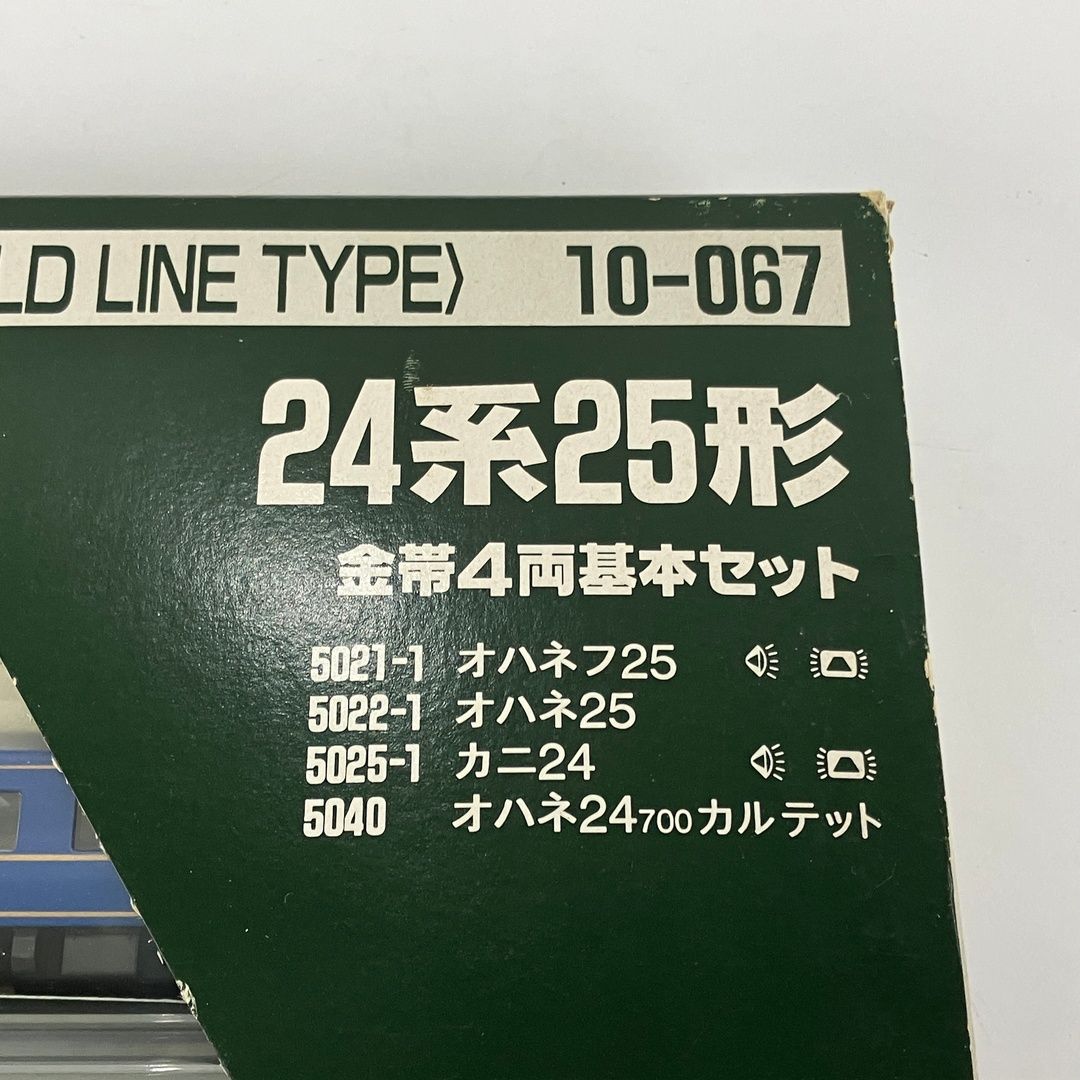 LD LINE TYPE〉 10-067
24系25形
金帯4両基本セット
5021-1 オハネフ25
5022-1 オハネ25
5025-1 カニ24
5040 オハネ24700カルテット